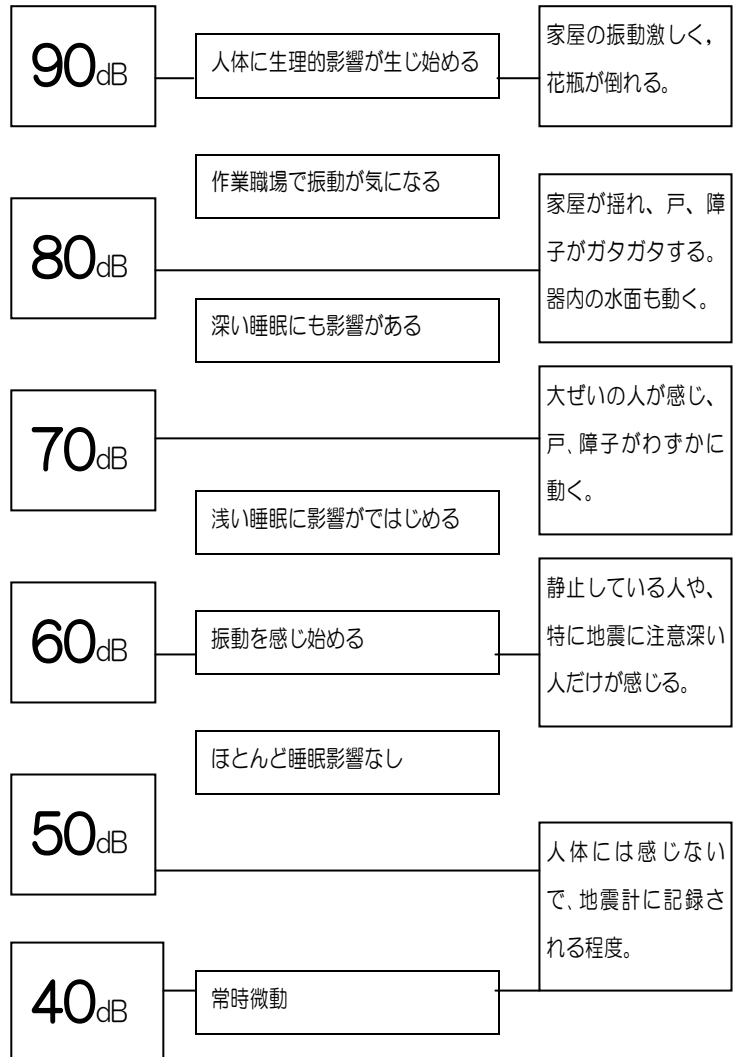 90dB
人体に生理的影響が生じ始める
家屋の振動激しく，
花瓶が倒れる。
作業職場で振動が気になる
80dB
家屋が揺れ、戸、障
子がガタガタする。
器内の水面も動く。
深い睡眠にも影響がある
70dB
大ぜいの人が感じ、
戸、障子がわずかに
動く。
浅い睡眠に影響がではじめる
60dB
振動を感じ始める
静止している人や、
特に地震に注意深い
人だけが感じる。
ほとんど睡眠影響なし
50dB
人体には感じない
で、地震計に記録さ
れる程度。
40dB
常時微動